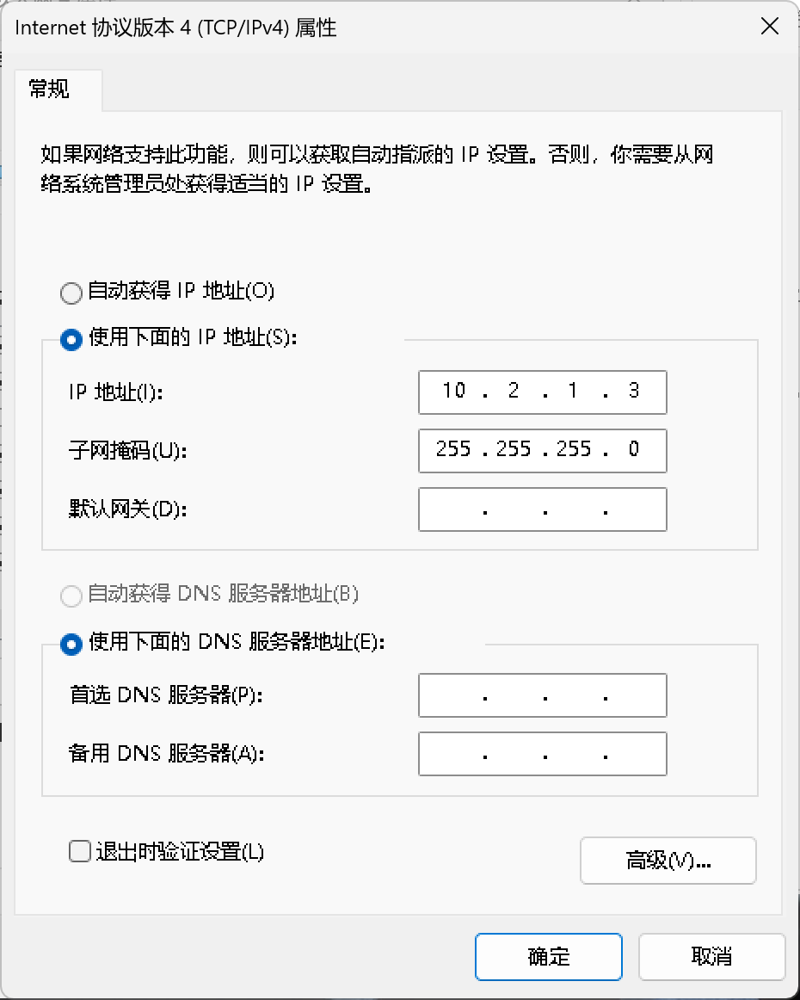 Internet 协议版本 4 (TCP/IPv4) 属性
常规
如果网络支持此功能，则可以获取自动指派的 IP 设置。否则，你需要从网
络系统管理员处获得适当的 IP 设置。
自动获得 IP 地址(O)
使用下面的 IP 地址(S):
IP 地址(I):
10 . 2 . 1 . 3
子网掩码(U):
255 . 255 . 255 . 0
默认网关(D):
. . .
自动获得 DNS 服务器地址(B)
使用下面的 DNS 服务器地址(E):
首选 DNS 服务器(P):
. . .
备用 DNS 服务器(A):
. . .
退出时验证设置(L)
高级(V)...
确定
取消